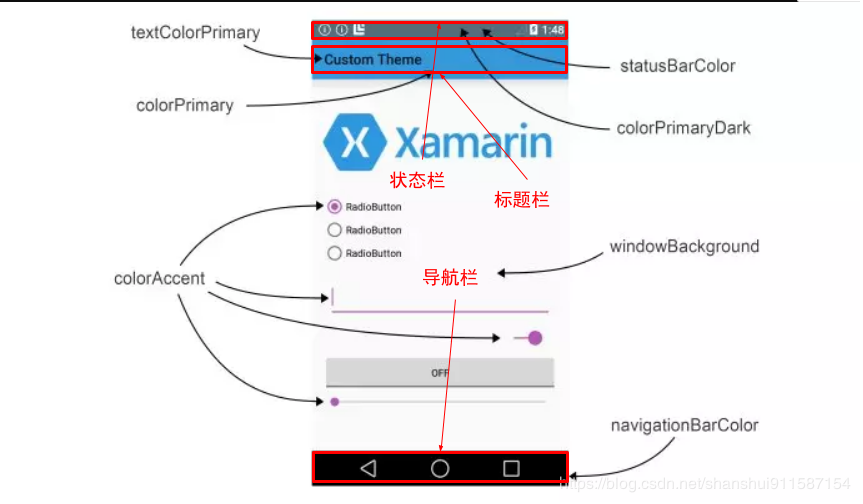 textColorPrimary
1:48
Custom Theme
statusBarColor
colorPrimary
colorPrimaryDark
Xamarin
状态栏
标题栏
RadioButton
RadioButton
RadioButton
windowBackground
colorAccent
导航栏
OFF
navigationBarColor
https://blog.csdn.net/shanshui911587154